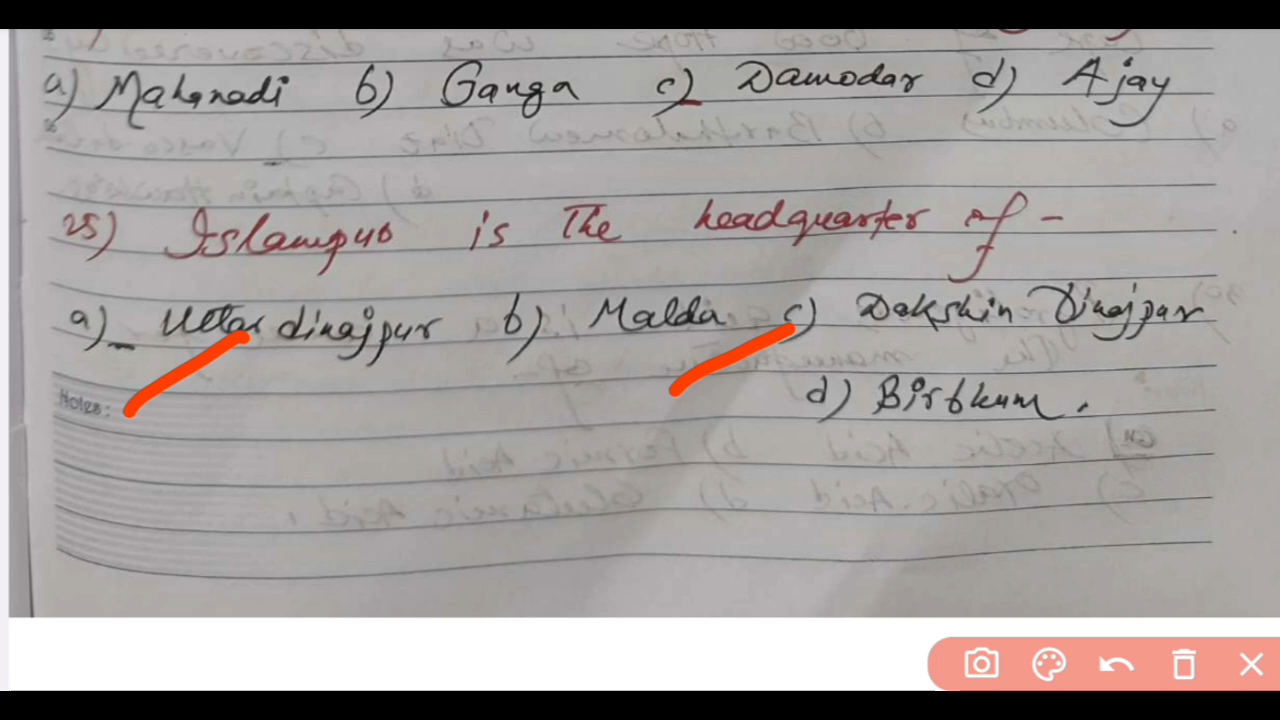 a) Mahanadi b) Ganga c) Damodar d) Ajay
25) Islampur is The headquarter of -
a) Uttar dinajpur b) Malda c) Dakshin Dinajpur
d) Birbhum.
Notes: